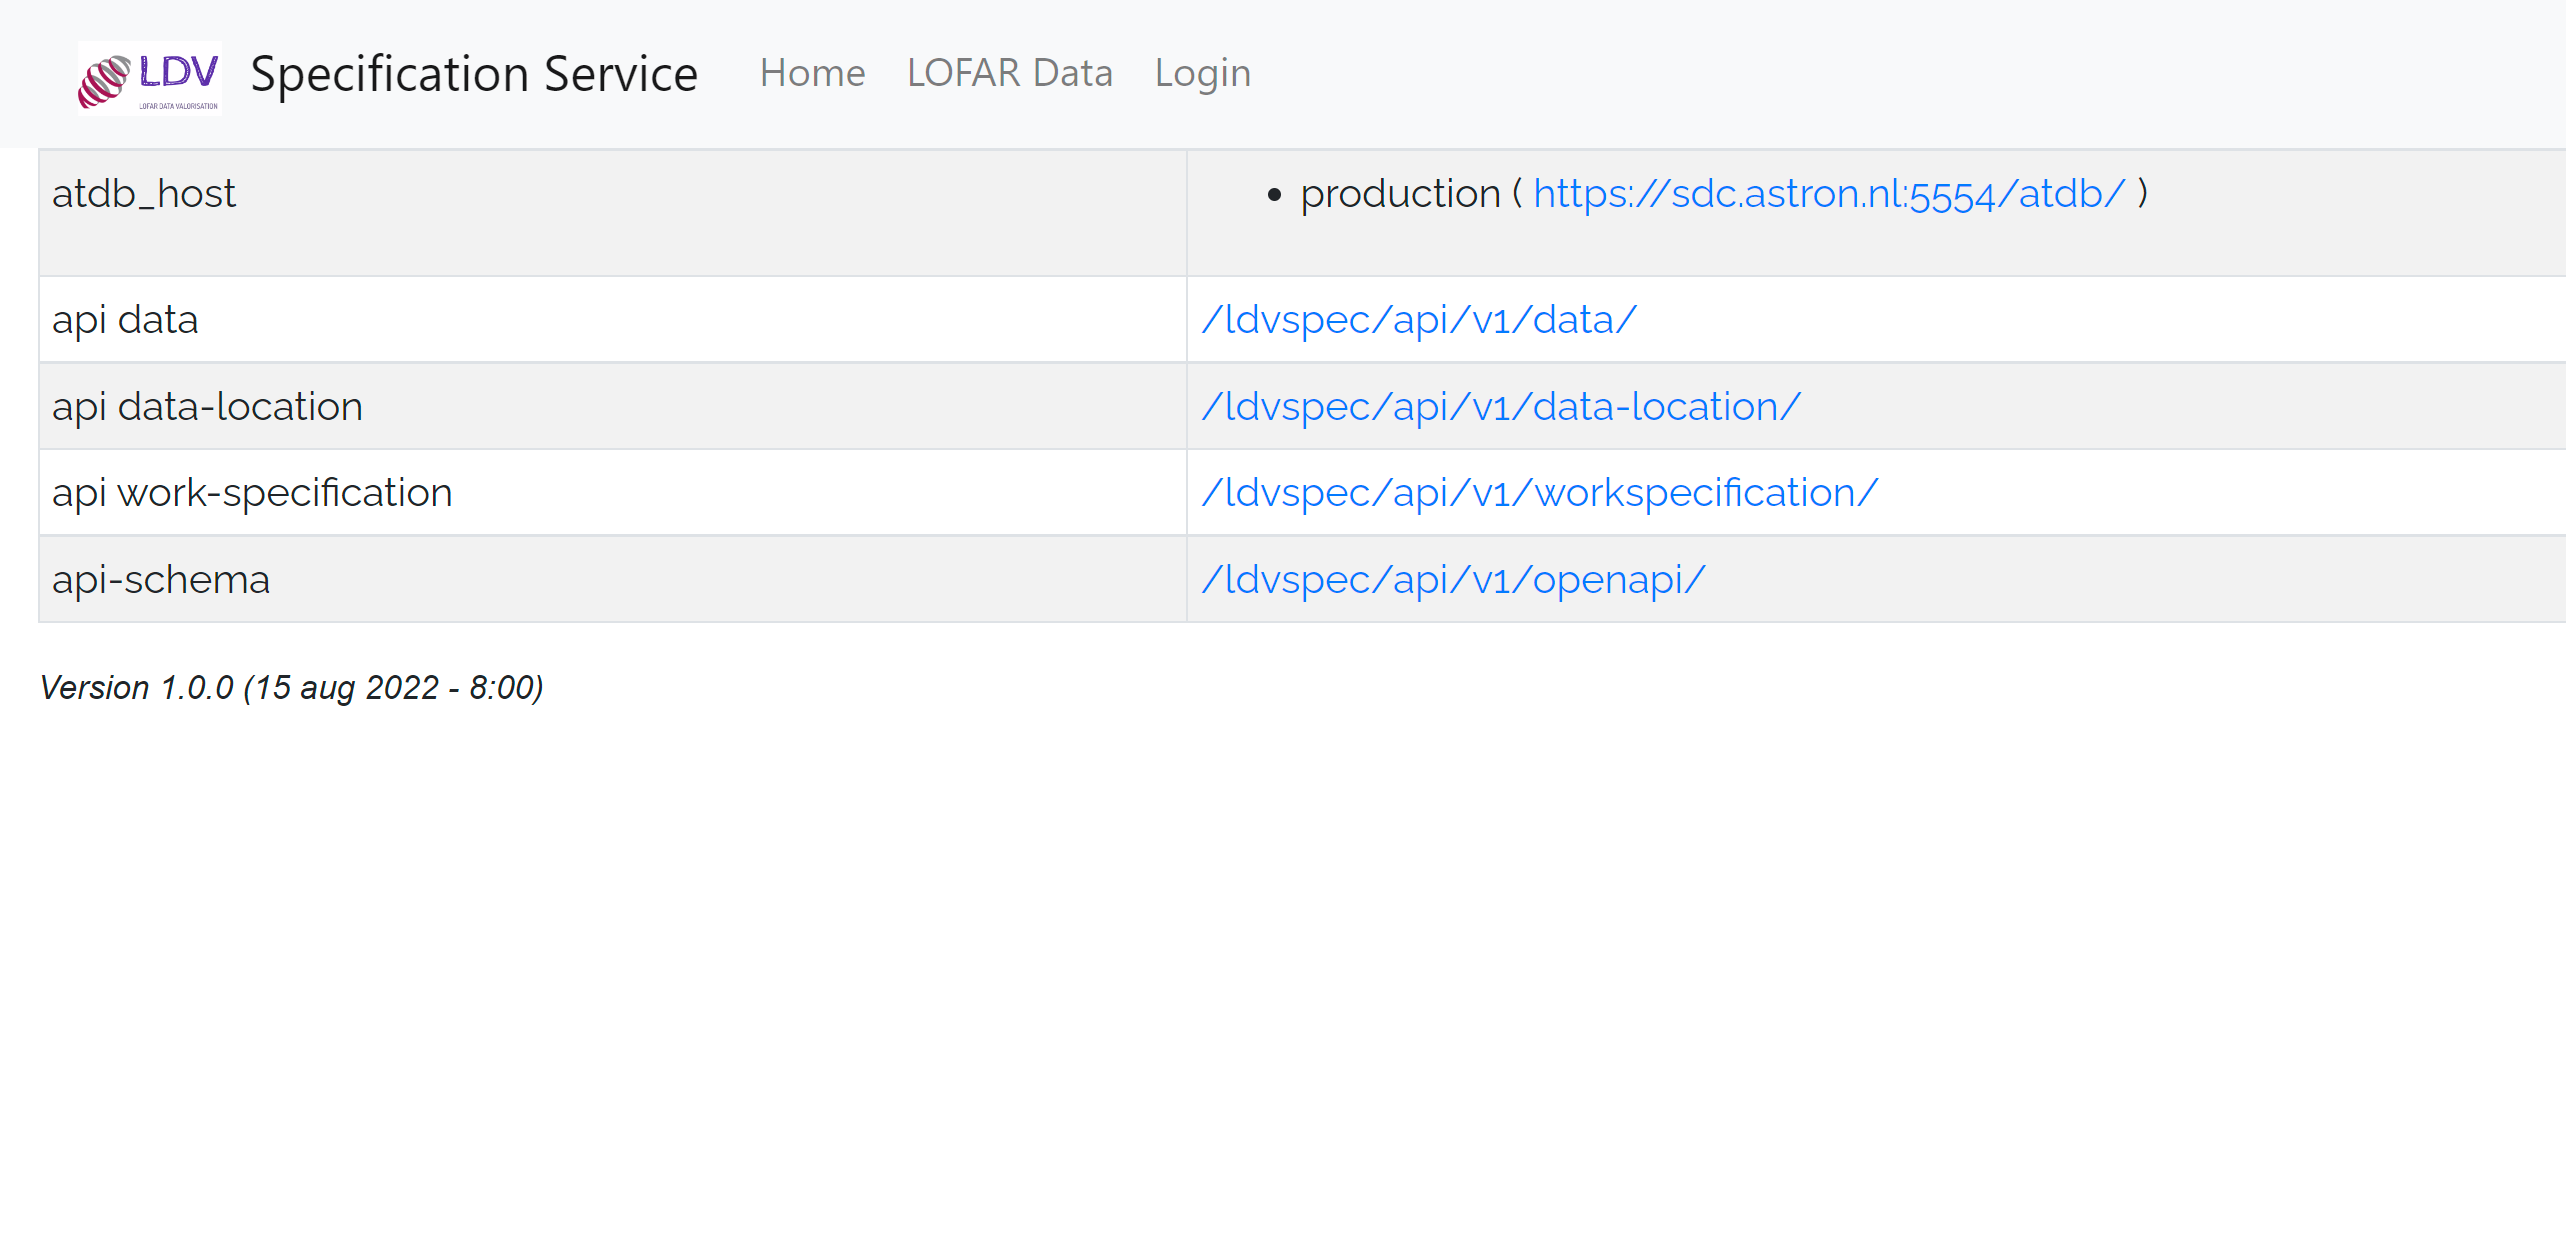 LDV
LOFAR DATA VALORISATION
Specification Service Home LOFAR Data Login
atdb_host
• production ( https://sdc.astron.nl:5554/atdb/ )
api data
/ldvspec/api/v1/data/
api data-location
/ldvspec/api/v1/data-location/
api work-specification
/ldvspec/api/v1/workspecification/
api-schema
/ldvspec/api/v1/openapi/
Version 1.0.0 (15 aug 2022 - 8:00)